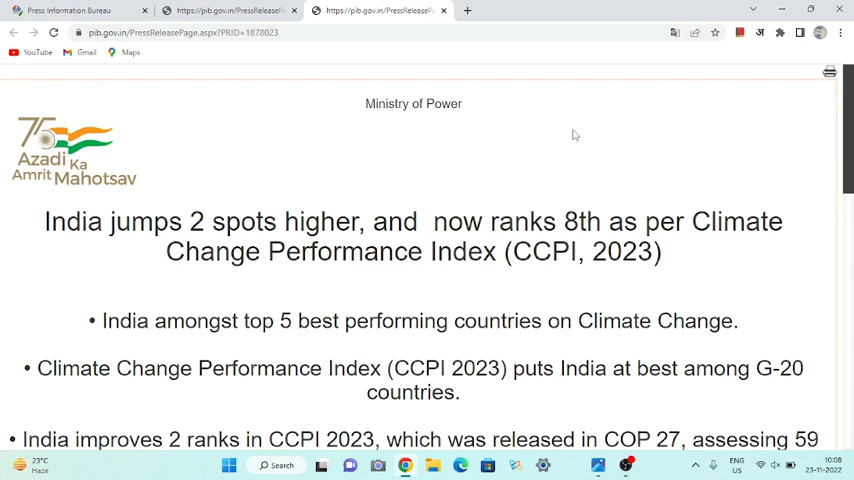 Press Information Bureau
https://pib.gov.in/PressReleasePa
https://pib.gov.in/PressReleasePa
pib.gov.in/PressReleasePage.aspx?PRID=1878023
अ
YouTube
Gmail
Maps
Ministry of Power
75
Azadi Ka
Amrit Mahotsav
India jumps 2 spots higher, and now ranks 8th as per Climate
Change Performance Index (CCPI, 2023)
• India amongst top 5 best performing countries on Climate Change.
• Climate Change Performance Index (CCPI 2023) puts India at best among G-20
countries.
• India improves 2 ranks in CCPI 2023, which was released in COP 27, assessing 59
23°C
Haze
Search
ENG
US
10:08
23-11-2022